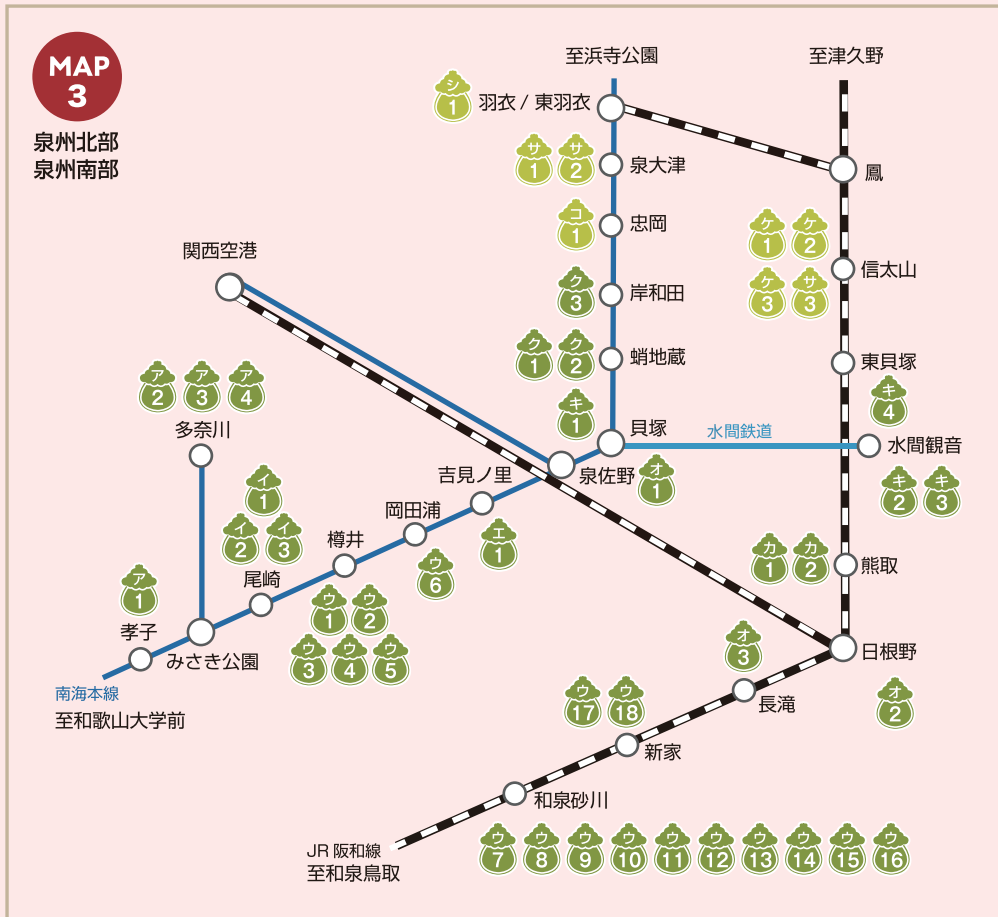 MAP
3
泉州北部
泉州南部
至浜寺公園
至津久野
シ
1
羽衣 / 東羽衣
サ
1
サ
2
泉大津
鳳
コ
1
忠岡
ケ
1
ケ
2
ケ
3
サ
3
信太山
関西空港
ク
3
岸和田
ク
1
ク
2
蛸地蔵
東貝塚
キ
4
ア
2
ア
3
ア
4
多奈川
キ
1
貝塚
水間鉄道
水間観音
キ
2
キ
3
泉佐野
オ
1
吉見ノ里
エ
1
イ
1
イ
2
イ
3
岡田浦
ウ
6
樽井
尾崎
カ
1
カ
2
熊取
ア
1
孝子
みさき公園
ウ
1
ウ
2
ウ
3
ウ
4
ウ
5
南海本線
至和歌山大学前
日根野
オ
2
オ
3
長滝
ウ
17
ウ
18
新家
和泉砂川
ウ
7
ウ
8
ウ
9
ウ
10
ウ
11
ウ
12
ウ
13
ウ
14
ウ
15
ウ
16
JR 阪和線
至和泉鳥取